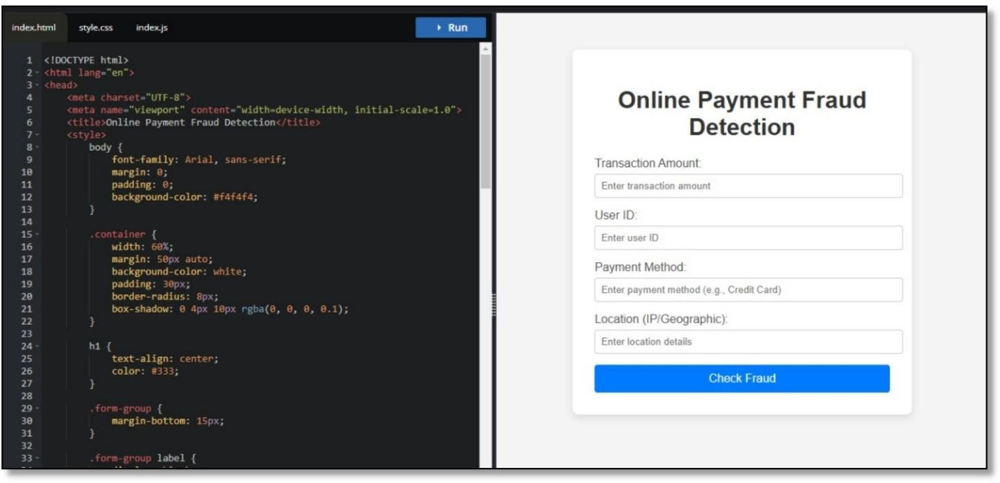 index.html style.css index.js Run
1 <!DOCTYPE html>
2 <html lang="en">
3 <head>
4 <meta charset="UTF-8">
5 <meta name="viewport" content="width=device-width, initial-scale=1.0">
6 <title>Online Payment Fraud Detection</title>
7 <style>
8 body {
9 font-family: Arial, sans-serif;
10 margin: 0;
11 padding: 0;
12 background-color: #f4f4f4;
13 }
14
15 .container {
16 width: 60%;
17 margin: 50px auto;
18 background-color: white;
19 padding: 30px;
20 border-radius: 8px;
21 box-shadow: 0 4px 10px rgba(0, 0, 0, 0.1);
22 }
23
24 h1 {
25 text-align: center;
26 color: #333;
27 }
28
29 .form-group {
30 margin-bottom: 15px;
31 }
32
33 .form-group label {
Online Payment Fraud
Detection
Transaction Amount:
Enter transaction amount
User ID:
Enter user ID
Payment Method:
Enter payment method (e.g., Credit Card)
Location (IP/Geographic):
Enter location details
Check Fraud